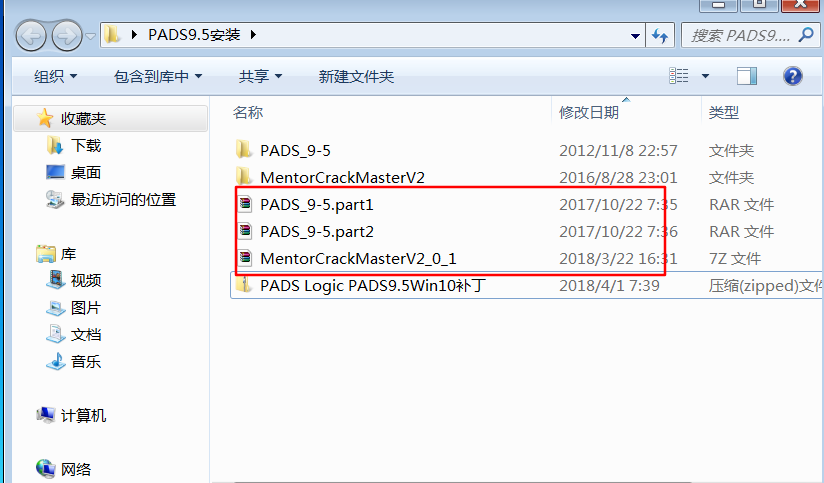 PADS9.5安装
搜索 PADS9....
组织 包含到库中 共享 新建文件夹
名称 修改日期 类型
收藏夹
下载
桌面
最近访问的位置
库
视频
图片
文档
音乐
计算机
网络
PADS_9-5 2012/11/8 22:57 文件夹
MentorCrackMasterV2 2016/8/28 23:01 文件夹
PADS_9-5.part1 2017/10/22 7:35 RAR 文件
PADS_9-5.part2 2017/10/22 7:36 RAR 文件
MentorCrackMasterV2_0_1 2018/3/22 16:31 7Z 文件
PADS Logic PADS9.5Win10补丁 2018/4/1 7:39 压缩(zipped)文件